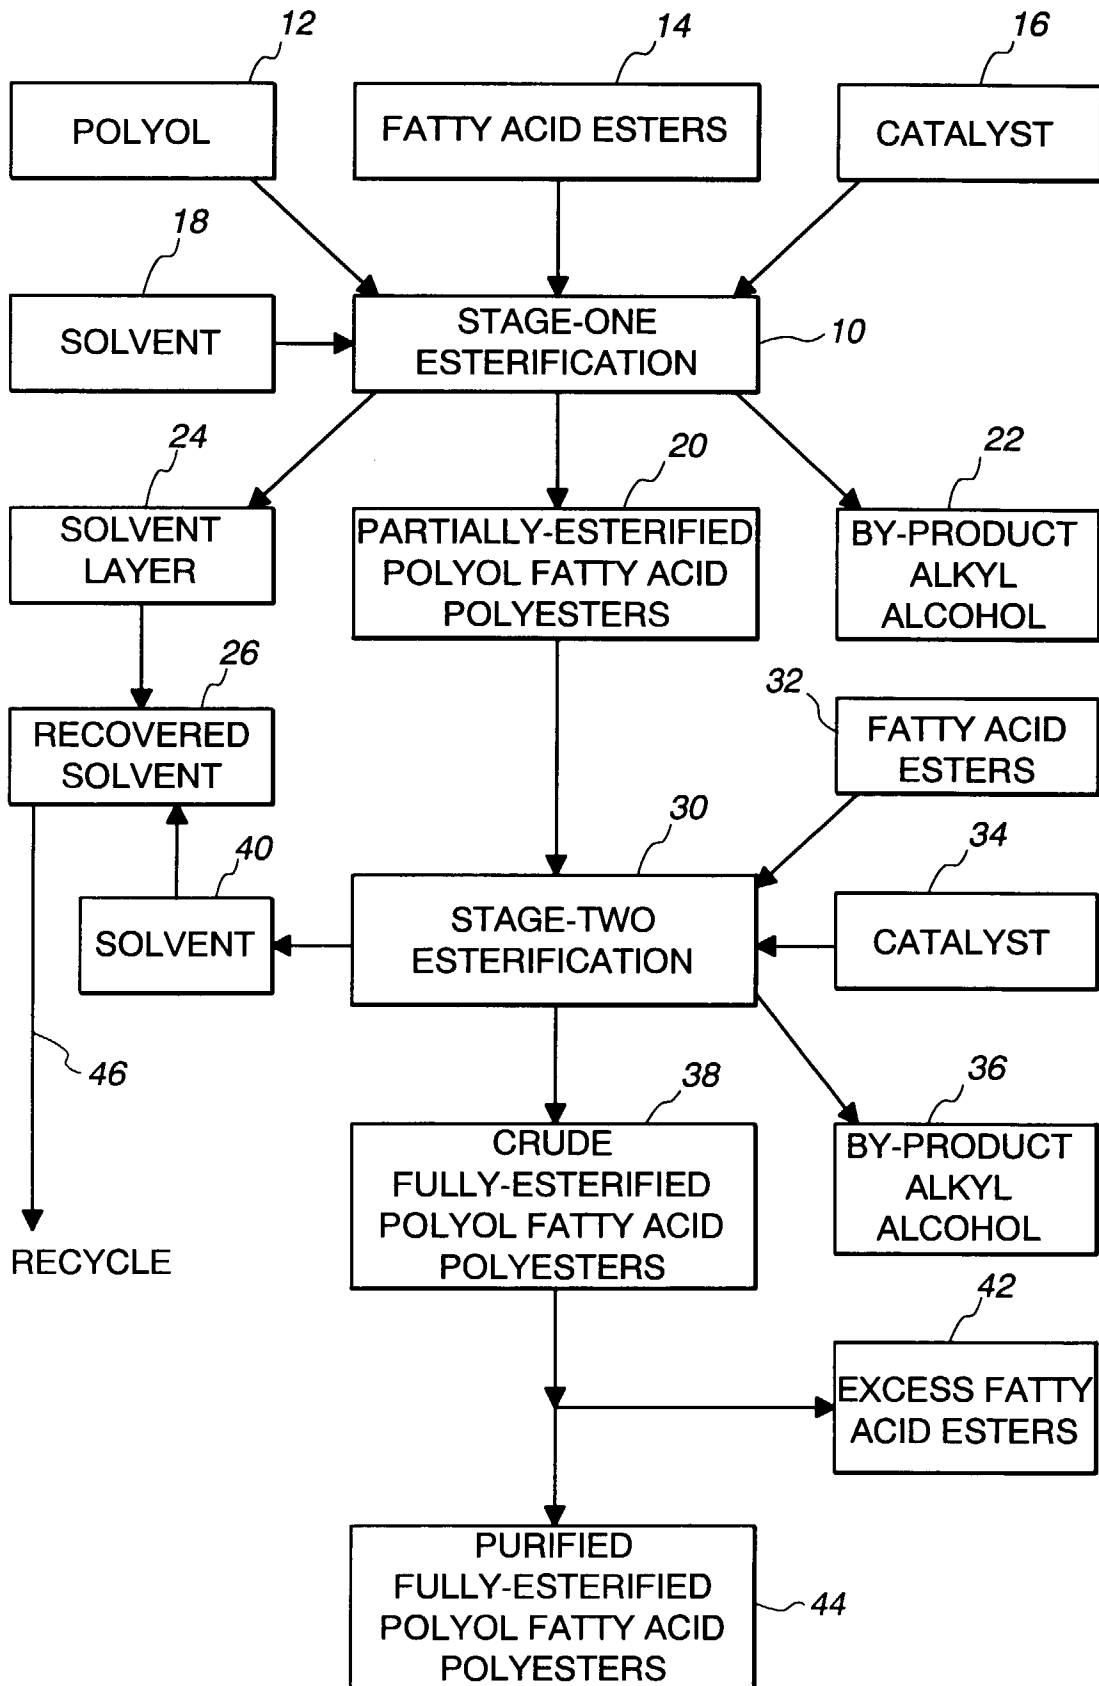 12
14
16
POLYOL
FATTY ACID ESTERS
CATALYST
18
SOLVENT
STAGE-ONE
ESTERIFICATION
10
24
20
22
SOLVENT
LAYER
PARTIALLY-ESTERIFIED
POLYOL FATTY ACID
POLYESTERS
BY-PRODUCT
ALKYL
ALCOHOL
26
32
RECOVERED
SOLVENT
FATTY ACID
ESTERS
30
40
34
SOLVENT
STAGE-TWO
ESTERIFICATION
CATALYST
46
38
36
CRUDE
FULLY-ESTERIFIED
POLYOL FATTY ACID
POLYESTERS
BY-PRODUCT
ALKYL
ALCOHOL
RECYCLE
42
EXCESS FATTY
ACID ESTERS
PURIFIED
FULLY-ESTERIFIED
POLYOL FATTY ACID
POLYESTERS
44